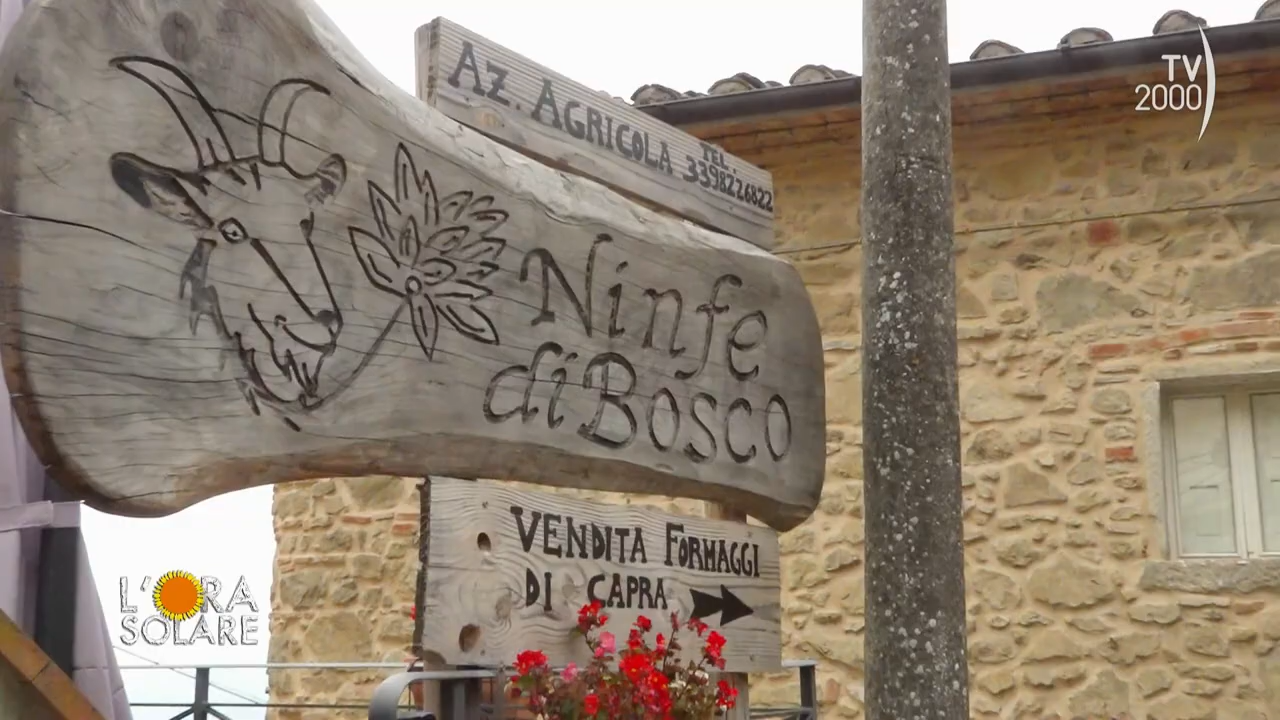 TV
2000
Az. AGRICOLA TEL.
3398226822
Ninfe
di Bosco
VENDITA FORMAGGI
DI CAPRA
L'ORA
SOLARE